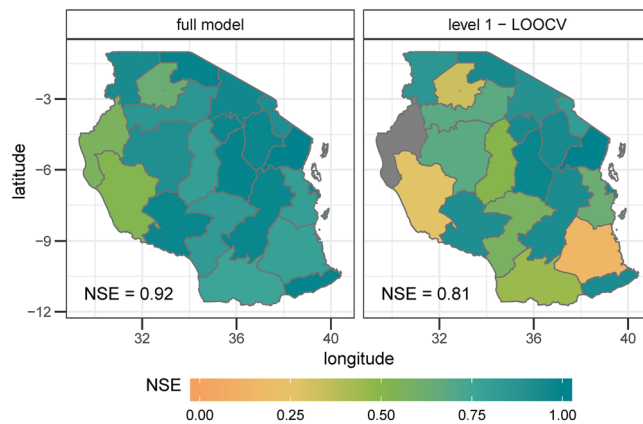 full model
level 1 − LOOCV
latitude
−3
−6
−9
−12
NSE = 0.92
NSE = 0.81
32
36
40
32
36
40
longitude
NSE
0.00
0.25
0.50
0.75
1.00